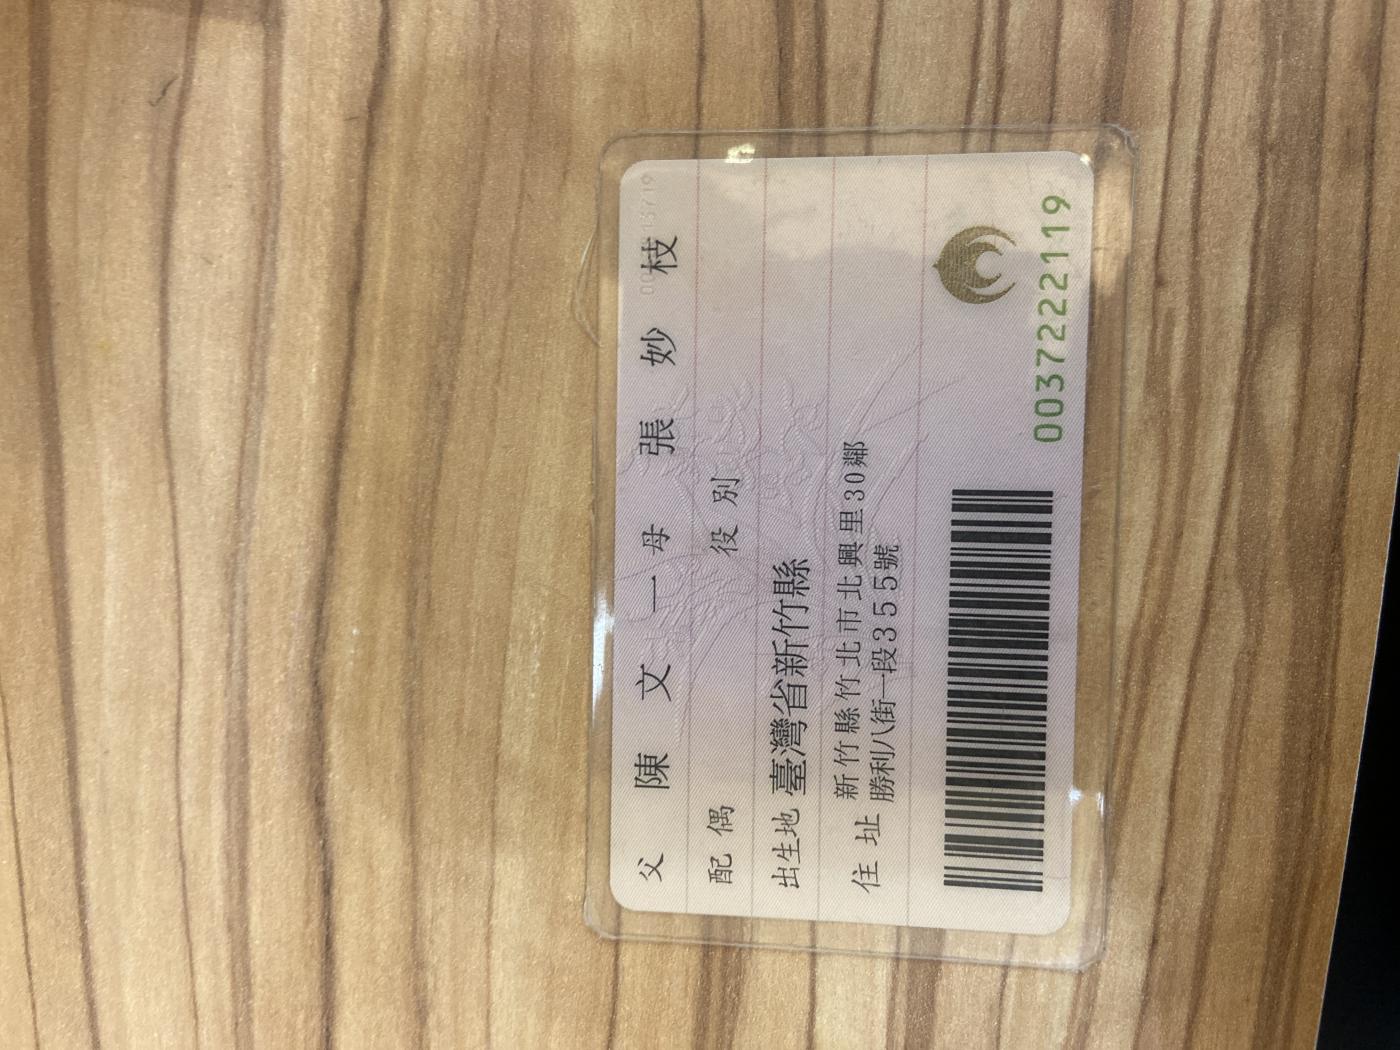 父 陳文一 母 張妙枝
配偶 役別
出生地 臺灣省新竹縣
住址 新竹縣竹北市北興里30鄰
勝利八街一段355號
0037222119